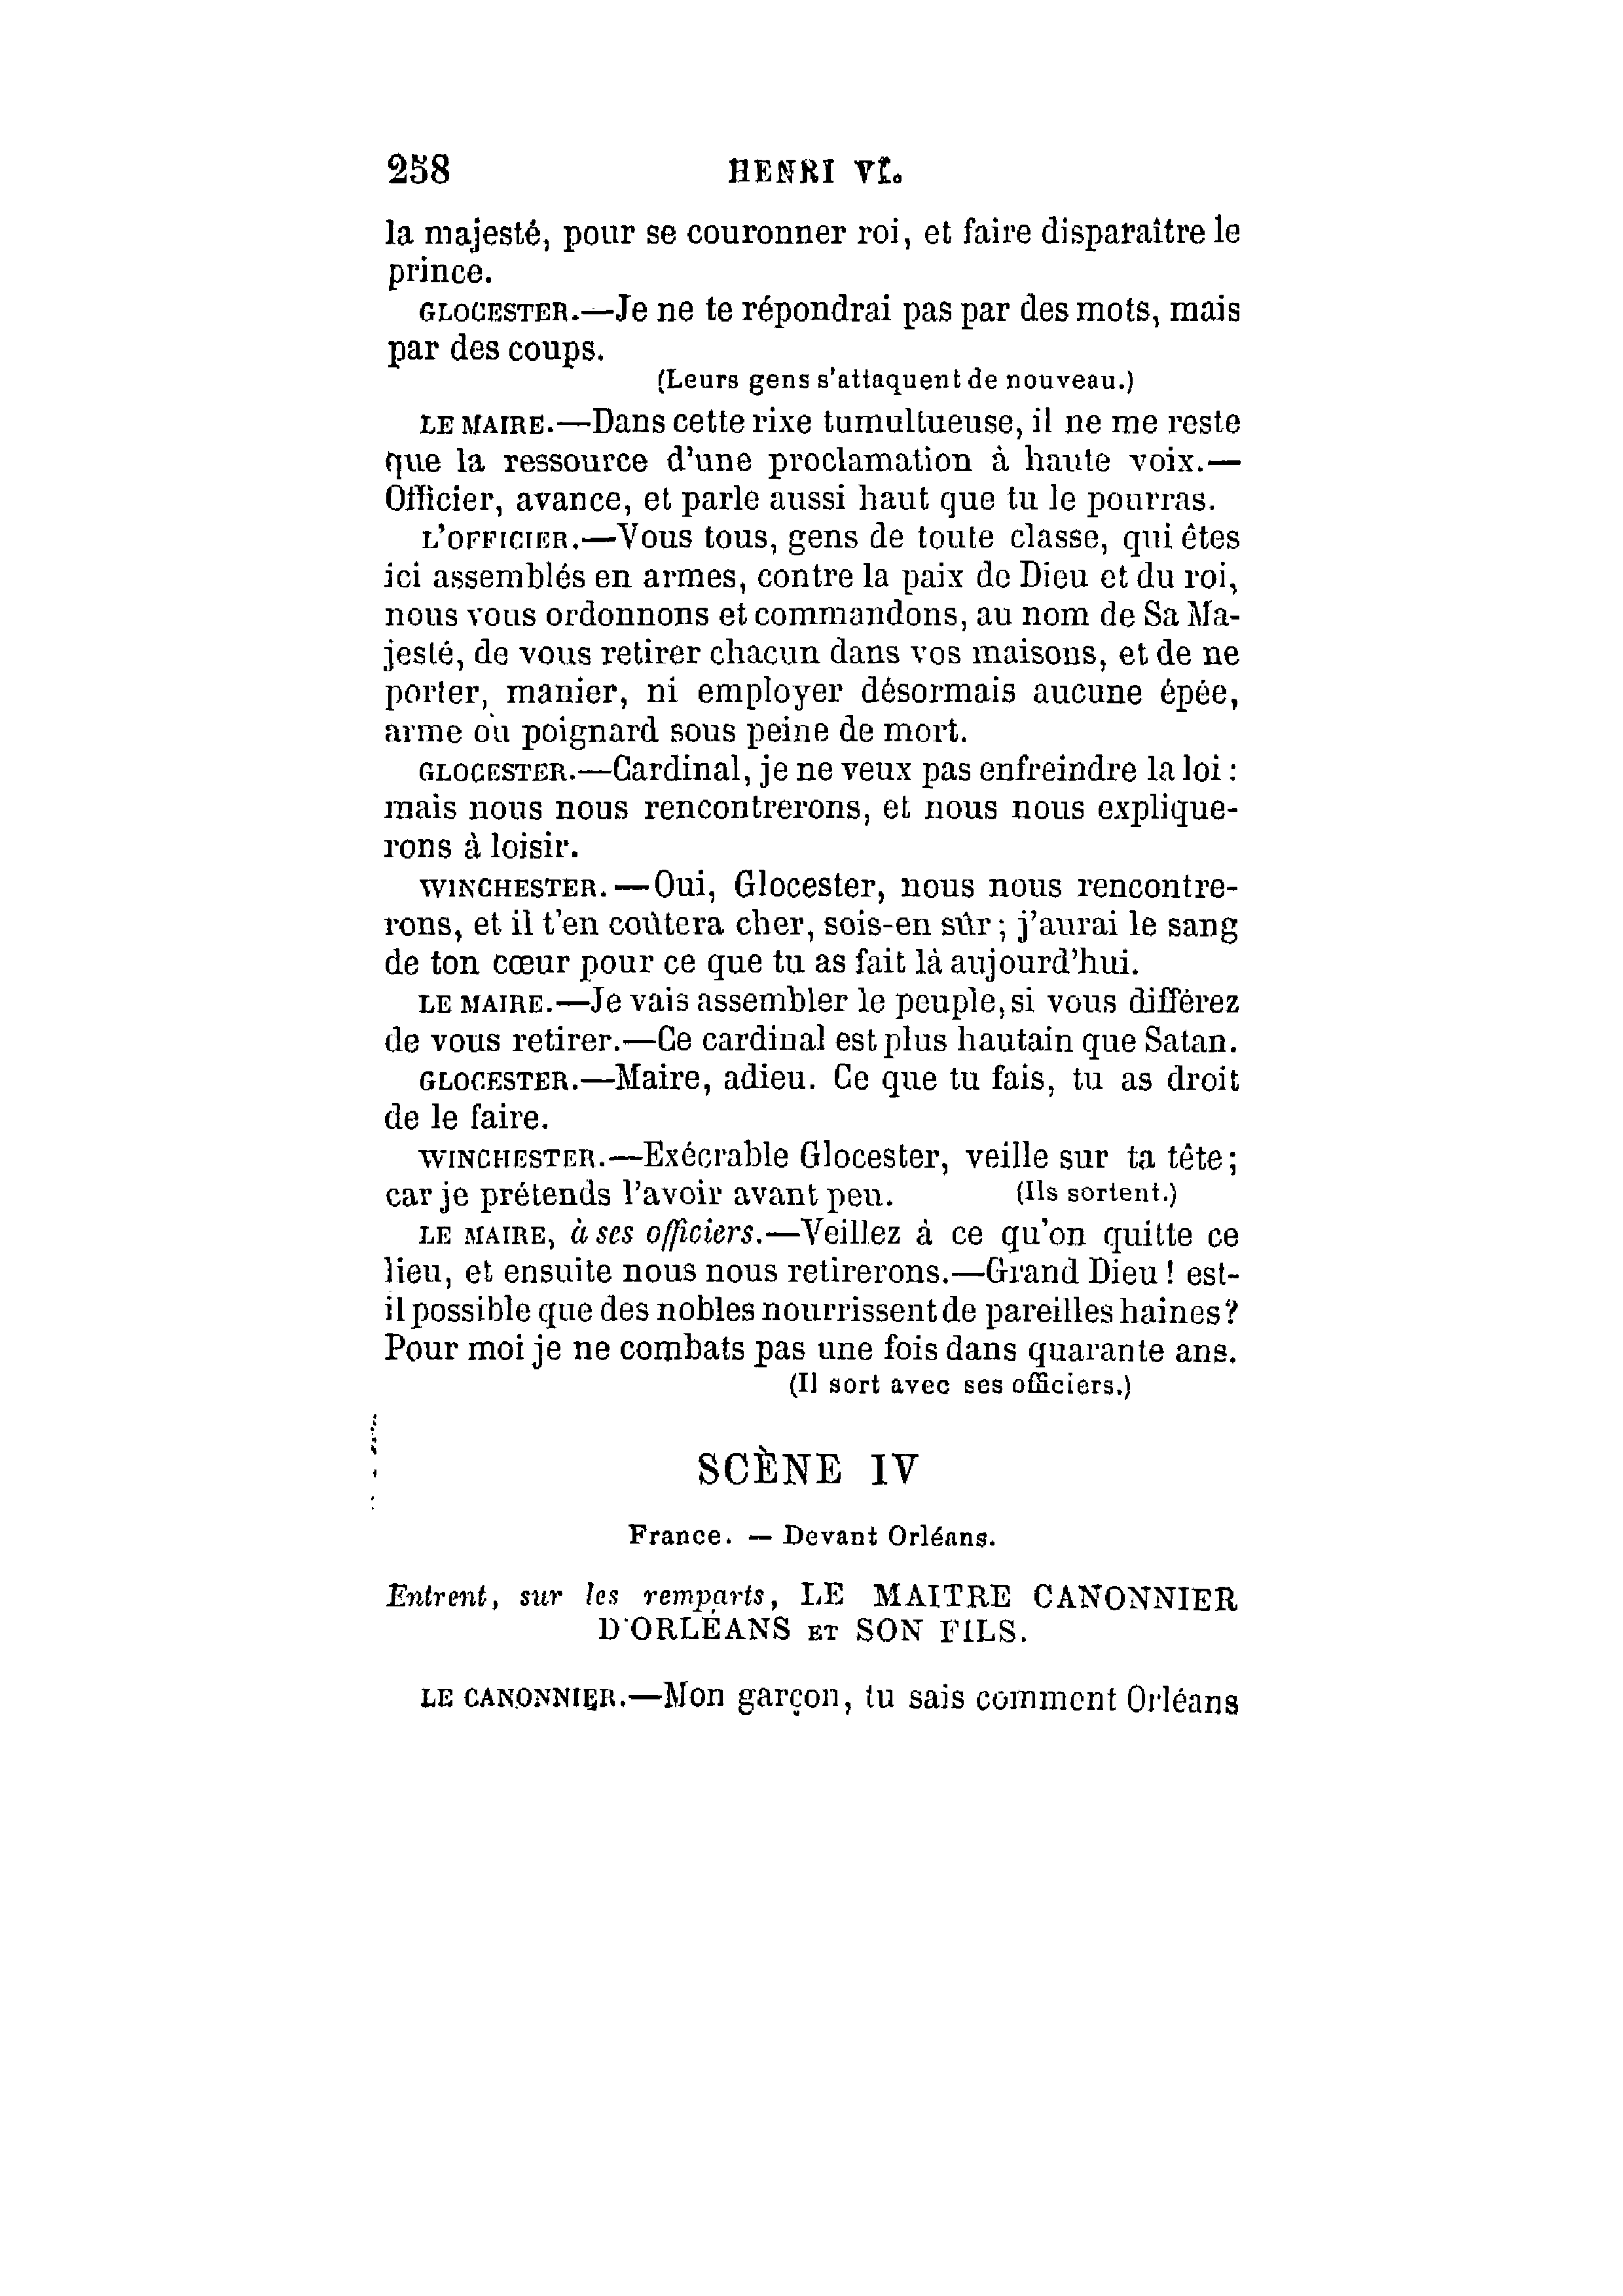 258 HENRI VI.
la majesté, pour se couronner roi, et faire disparaître le
prince.
GLOCESTER.—Je ne te répondrai pas par des mots, mais
par des coups.
(Leurs gens s'attaquent de nouveau.)
LE MAIRE.—Dans cette rixe tumultueuse, il ne me reste
que la ressource d'une proclamation à haute voix.—
Officier, avance, et parle aussi haut que tu le pourras.
L'OFFICIER.—Vous tous, gens de toute classe, qui êtes
ici assemblés en armes, contre la paix de Dieu et du roi,
nous vous ordonnons et commandons, au nom de Sa Ma-
jesté, de vous retirer chacun dans vos maisons, et de ne
porter, manier, ni employer désormais aucune épée,
arme ou poignard sous peine de mort.
GLOCESTER.—Cardinal, je ne veux pas enfreindre la loi :
mais nous nous rencontrerons, et nous nous explique-
rons à loisir.
WINCHESTER.—Oui, Glocester, nous nous rencontre-
rons, et il t'en coûtera cher, sois-en sûr ; j'aurai le sang
de ton cœur pour ce que tu as fait là aujourd'hui.
LE MAIRE.—Je vais assembler le peuple, si vous différez
de vous retirer.—Ce cardinal est plus hautain que Satan.
GLOCESTER.—Maire, adieu. Ce que tu fais, tu as droit
de le faire.
WINCHESTER.—Exécrable Glocester, veille sur ta tête ;
car je prétends l'avoir avant peu. (Ils sortent.)
LE MAIRE, à ses officiers.—Veillez à ce qu'on quitte ce
lieu, et ensuite nous nous retirerons.—Grand Dieu ! est-
il possible que des nobles nourrissent de pareilles haines ?
Pour moi je ne combats pas une fois dans quarante ans.
(Il sort avec ses officiers.)
SCÈNE IV
France. — Devant Orléans.
Entrent, sur les remparts, LE MAITRE CANONNIER
D'ORLÉANS ET SON FILS.
LE CANONNIER.—Mon garçon, tu sais comment Orléans